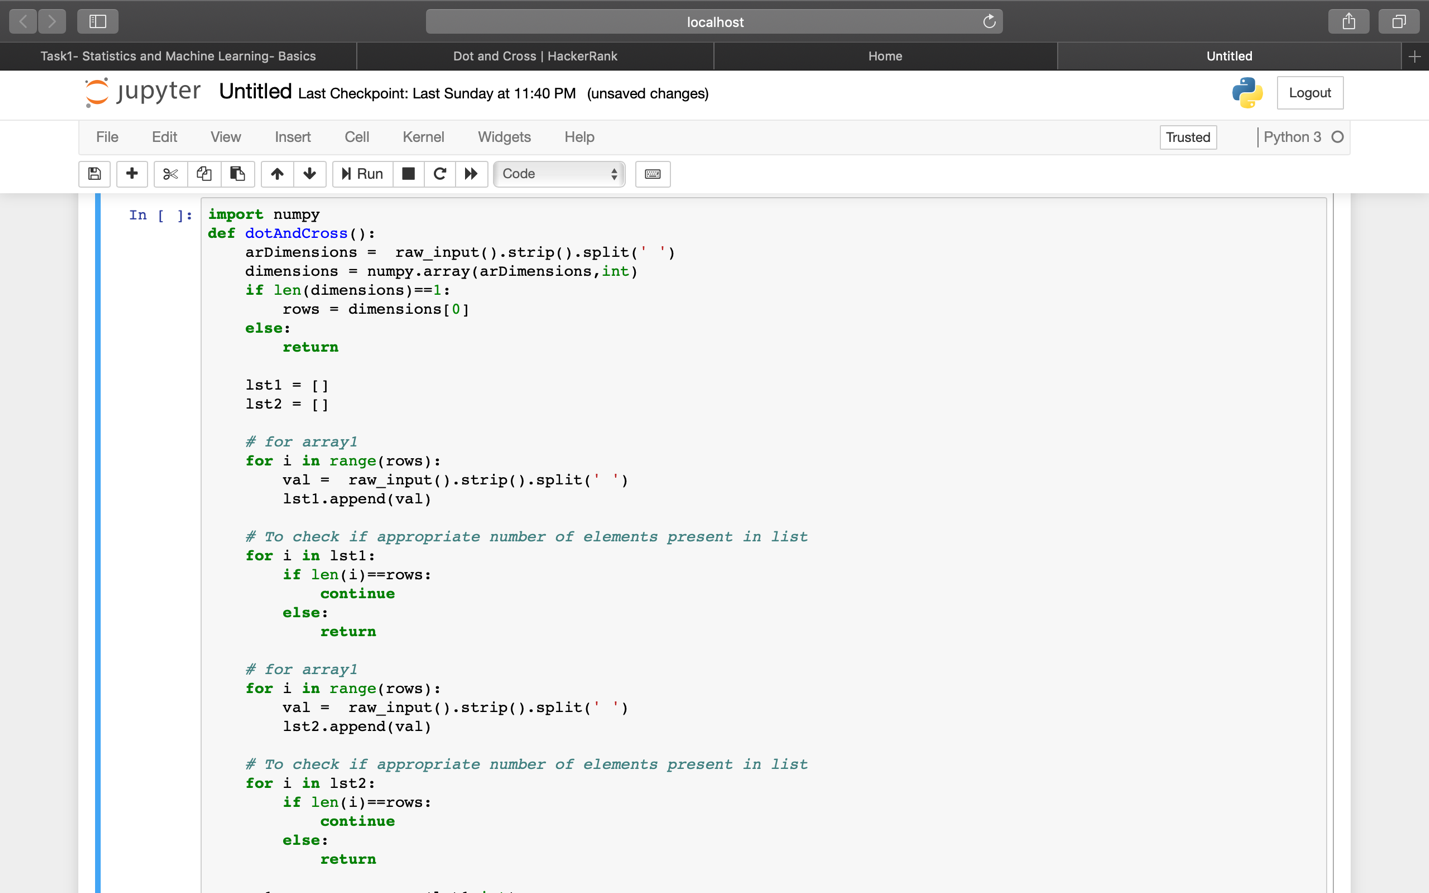 localhost
Task1- Statistics and Machine Learning- Basics
Dot and Cross | HackerRank
Home
Untitled
jupyter Untitled Last Checkpoint: Last Sunday at 11:40 PM (unsaved changes)
Logout
File Edit View Insert Cell Kernel Widgets Help
Trusted
Python 3
Run
Code
In [ ]:
import numpy
def dotAndCross():
    arDimensions =  raw_input().strip().split(' ')
    dimensions = numpy.array(arDimensions,int)
    if len(dimensions)==1:
        rows = dimensions[0]
    else:
        return
    lst1 = []
    lst2 = []
    # for array1
    for i in range(rows):
        val =  raw_input().strip().split(' ')
        lst1.append(val)
    # To check if appropriate number of elements present in list
    for i in lst1:
        if len(i)==rows:
            continue
        else:
            return
    # for array1
    for i in range(rows):
        val =  raw_input().strip().split(' ')
        lst2.append(val)
    # To check if appropriate number of elements present in list
    for i in lst2:
        if len(i)==rows:
            continue
        else:
            return